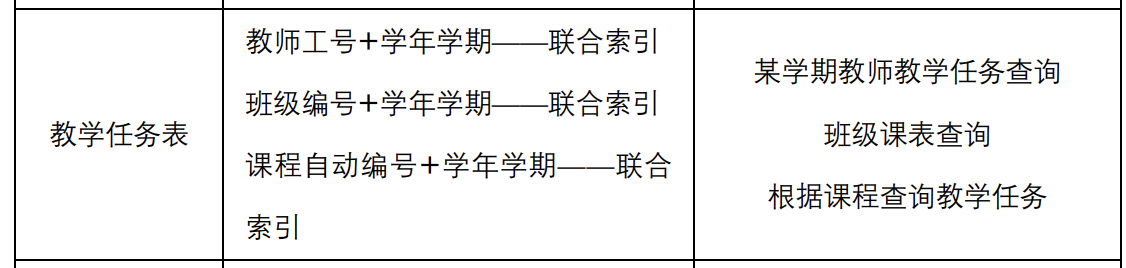 教学任务表
教师工号+学年学期——联合索引
班级编号+学年学期——联合索引
课程自动编号+学年学期——联合
索引
某学期教师教学任务查询
班级课表查询
根据课程查询教学任务